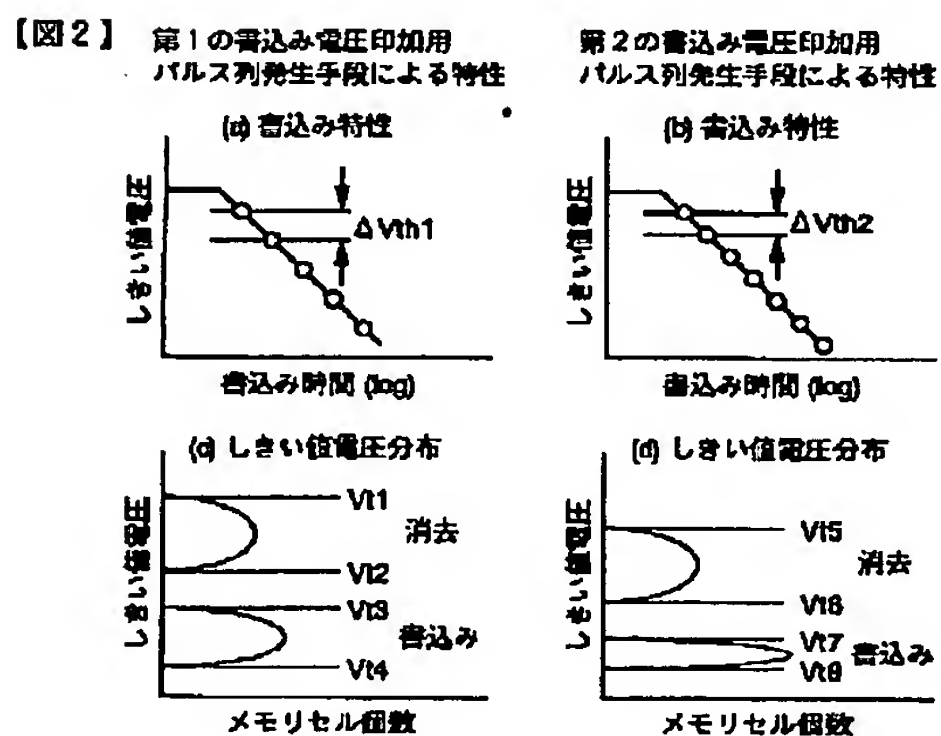 【図2】
第1の書込み電圧印加用
パルス列発生手段による特性
第2の書込み電圧印加用
パルス列発生手段による特性
(a) 書込み特性
しきい値電圧
ΔVth1
書込み時間 (log)
(b) 書込み特性
しきい値電圧
ΔVth2
書込み時間 (log)
(c) しきい値電圧分布
しきい値電圧
Vt1
消去
Vt2
Vt3
書込み
Vt4
メモリセル個数
(d) しきい値電圧分布
しきい値電圧
Vt5
消去
Vt6
Vt7
書込み
Vt8
メモリセル個数